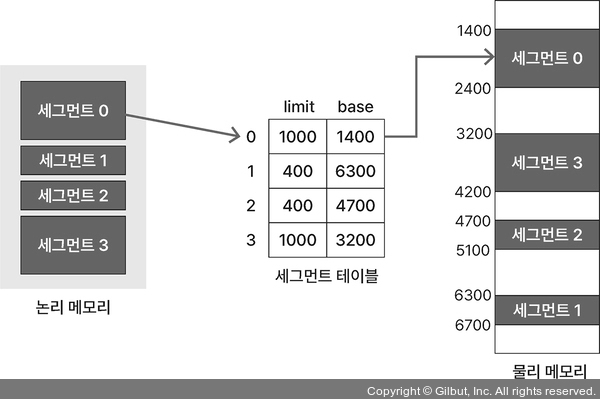 세그먼트 0
세그먼트 1
세그먼트 2
세그먼트 3
논리 메모리
limit base
0 1000 1400
1 400 6300
2 400 4700
3 1000 3200
세그먼트 테이블
1400
세그먼트 0
2400
3200
세그먼트 3
4200
4700
세그먼트 2
5100
6300
세그먼트 1
6700
물리 메모리
Copyright © Gilbut, Inc. All rights reserved.